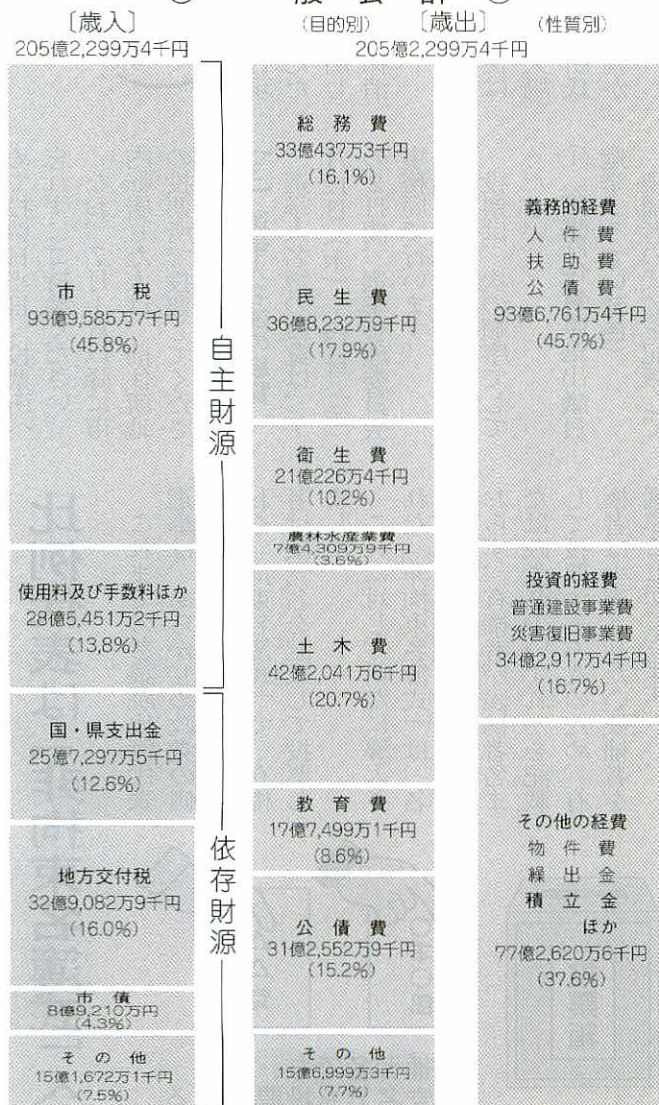 般会計
〔歳入〕
205億2,299万4千円
市税
93億9,585万7千円
(45.8%)
使用料及び手数料ほか
28億5,451万2千円
(13.8%)
国・県支出金
25億7,297万5千円
(12.6%)
地方交付税
32億9,082万9千円
(16.0%)
市債
8億9,210万円
(4.3%)
その他
15億1,672万1千円
(7.5%)
自主財源
依存財源
(目的別)
〔歳出〕
(性質別)
205億2,299万4千円
総務費
33億437万3千円
(16.1%)
民生費
36億8,232万9千円
(17.9%)
衛生費
21億226万4千円
(10.2%)
農林水産業費
7億4,309万9千円
(3.6%)
土木費
42億2,041万6千円
(20.7%)
教育費
17億7,499万1千円
(8.6%)
公債費
31億2,552万9千円
(15.2%)
その他
15億6,999万3千円
(7.7%)
義務的経費
人件費
扶助費
公債費
93億6,761万4千円
(45.7%)
投資的経費
普通建設事業費
災害復旧事業費
34億2,917万4千円
(16.7%)
その他の経費
物件費
繰出金
積立金
ほか
77億2,620万6千円
(37.6%)